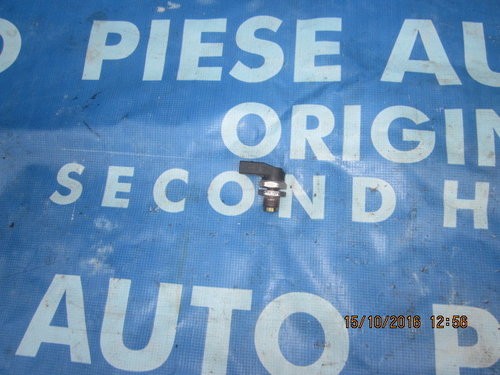 PIESE AU
ORIGIN
SECOND H
AUTO P
15/10/2016 12:56